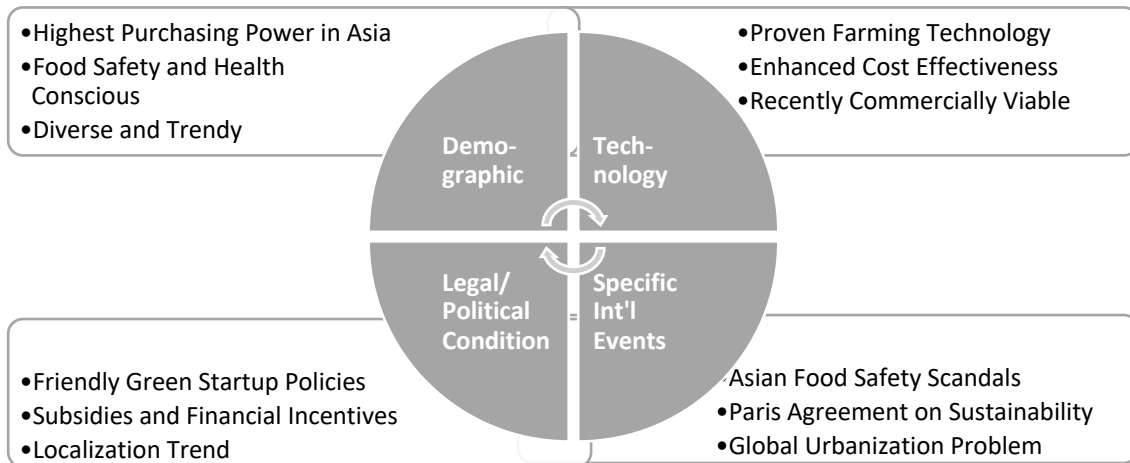 •Highest Purchasing Power in Asia
•Food Safety and Health
Conscious
•Diverse and Trendy
•Proven Farming Technology
•Enhanced Cost Effectiveness
•Recently Commercially Viable
Demo-
graphic
Tech-
nology
Legal/
Political
Condition
Specific
Int'l
Events
•Friendly Green Startup Policies
•Subsidies and Financial Incentives
•Localization Trend
•Asian Food Safety Scandals
•Paris Agreement on Sustainability
•Global Urbanization Problem